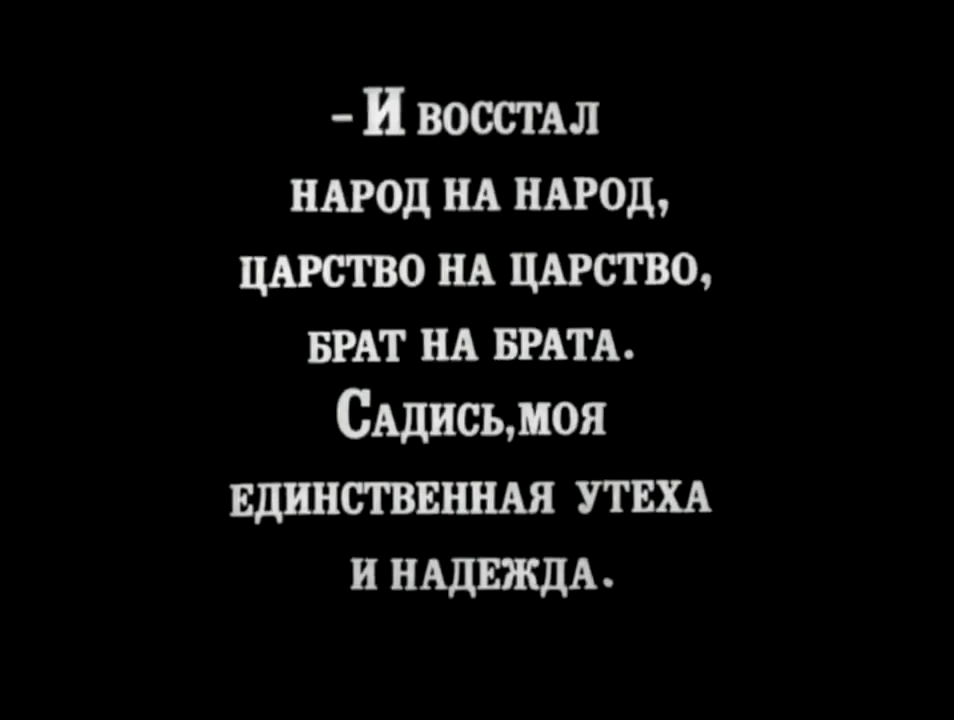 - И ВОССТАЛ
НАРОД НА НАРОД,
ЦАРСТВО НА ЦАРСТВО,
БРАТ НА БРАТА.
САДИСЬ,МОЯ
ЕДИНСТВЕННАЯ УТЕХА
И НАДЕЖДА.